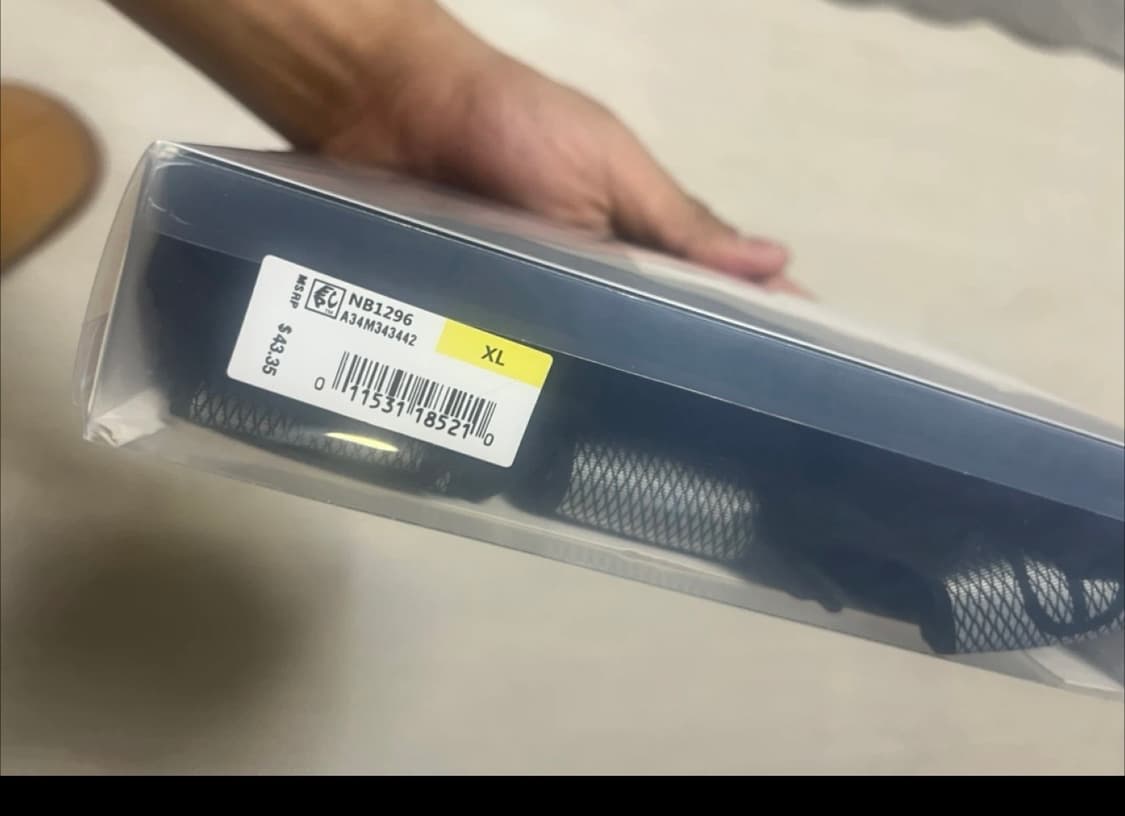 MSRP $43.35
NB1296
A34M343442
XL
0 11531 18521 0